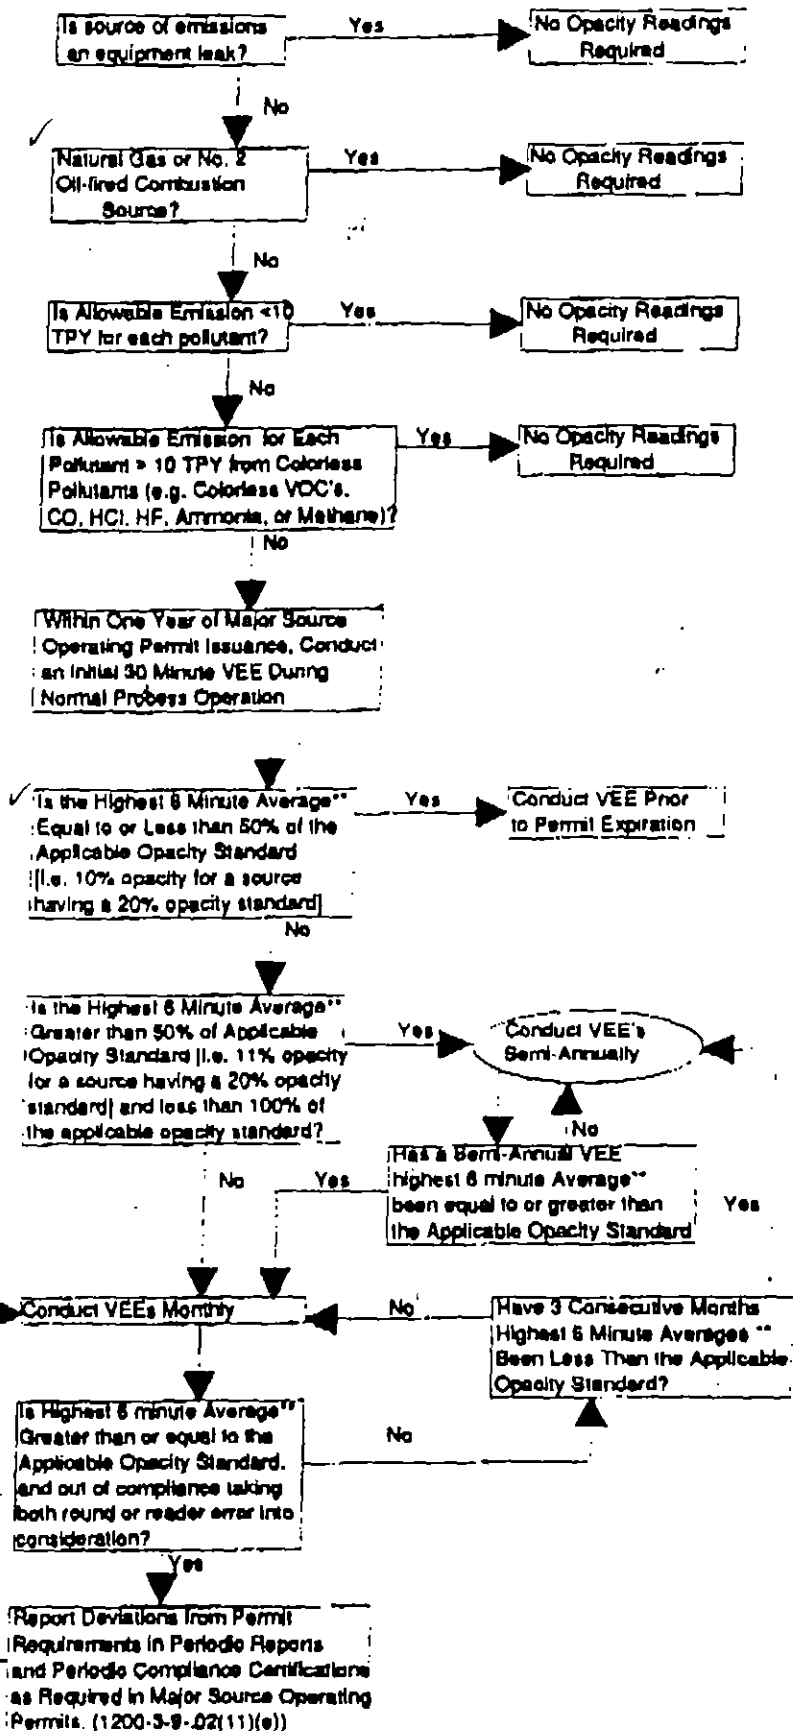 Is source of emissions
an equipment leak?
Yes
No Opacity Readings
Required
No
Natural Gas or No. 2
Oil-fired Combustion
Source?
Yes
No Opacity Readings
Required
No
Is Allowable Emission <10
TPY for each pollutant?
Yes
No Opacity Readings
Required
No
Is Allowable Emission for Each
Pollutant > 10 TPY from Colorless
Pollutants (e.g. Colorless VOC's,
CO, HCl, HF, Ammonia, or Methane)?
Yes
No Opacity Readings
Required
No
Within One Year of Major Source
Operating Permit Issuance, Conduct
an Initial 30 Minute VEE During
Normal Process Operation
Is the Highest 6 Minute Average**
Equal to or Less than 50% of the
Applicable Opacity Standard
[I.e. 10% opacity for a source
having a 20% opacity standard]
Yes
Conduct VEE Prior
to Permit Expiration
No
Is the Highest 6 Minute Average**
Greater than 50% of Applicable
Opacity Standard [I.e. 11% opacity
for a source having a 20% opacity
standard] and less than 100% of
the applicable opacity standard?
Yes
Conduct VEE's
Semi-Annually
No
No
Yes
Has a Semi-Annual VEE
highest 6 minute Average**
been equal to or greater than
the Applicable Opacity Standard
Yes
Conduct VEEs Monthly
No
Have 3 Consecutive Months
Highest 6 Minute Averages **
Been Less Than the Applicable
Opacity Standard?
Is Highest 6 minute Average**
Greater than or equal to the
Applicable Opacity Standard,
and out of compliance taking
both round or reader error into
consideration?
No
Yes
Report Deviations from Permit
Requirements in Periodic Reports
and Periodic Compliance Certifications
as Required in Major Source Operating
Permits. (1200-3-9-.02(11)(e))